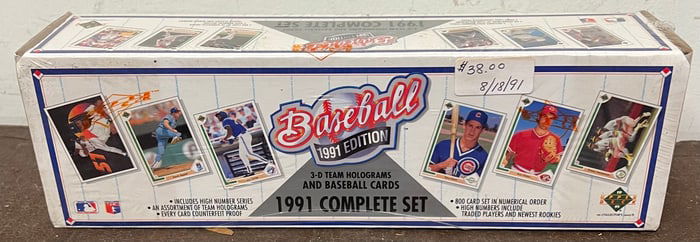 1991 COMPLETE SET
$38.00
8/18/91
Baseball
1991 EDITION
3-D TEAM HOLOGRAMS
AND BASEBALL CARDS
1991 COMPLETE SET
• INCLUDES HIGH NUMBER SERIES
• AN ASSORTMENT OF TEAM HOLOGRAMS
• EVERY CARD COUNTERFEIT PROOF
• 800 CARD SET IN NUMERICAL ORDER
• HIGH NUMBERS INCLUDE
TRADED PLAYERS AND NEWEST ROOKIES